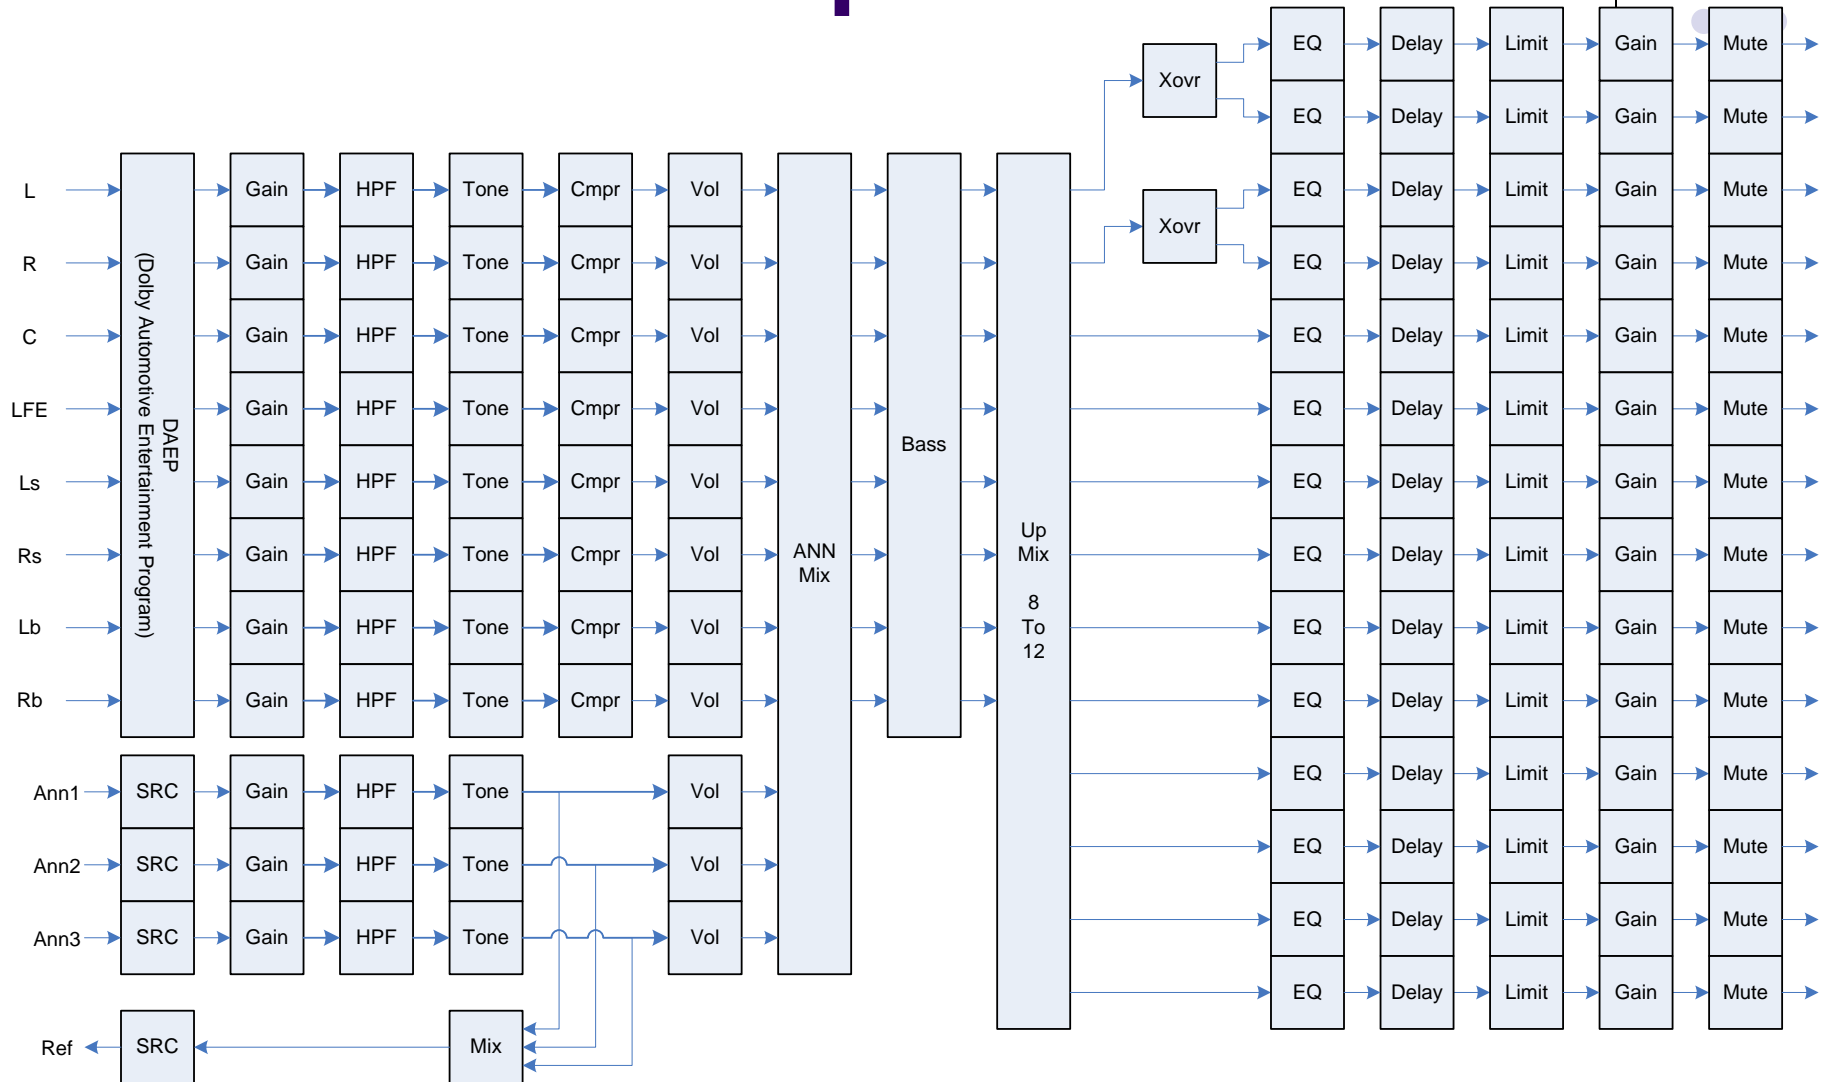 EQ Delay Limit Gain Mute
Xovr
EQ Delay Limit Gain Mute
L Gain HPF Tone Cmpr Vol EQ Delay Limit Gain Mute
Xovr
R Gain HPF Tone Cmpr Vol EQ Delay Limit Gain Mute
C Gain HPF Tone Cmpr Vol EQ Delay Limit Gain Mute
LFE Gain HPF Tone Cmpr Vol EQ Delay Limit Gain Mute
DAEP
(Dolby Automotive Entertainment Program)
Bass
Ls Gain HPF Tone Cmpr Vol EQ Delay Limit Gain Mute
Rs Gain HPF Tone Cmpr Vol EQ Delay Limit Gain Mute
ANN
Mix
Up
Mix
8
To
12
Lb Gain HPF Tone Cmpr Vol EQ Delay Limit Gain Mute
Rb Gain HPF Tone Cmpr Vol EQ Delay Limit Gain Mute
Ann1 SRC Gain HPF Tone Vol EQ Delay Limit Gain Mute
Ann2 SRC Gain HPF Tone Vol EQ Delay Limit Gain Mute
Ann3 SRC Gain HPF Tone Vol EQ Delay Limit Gain Mute
EQ Delay Limit Gain Mute
Ref SRC Mix